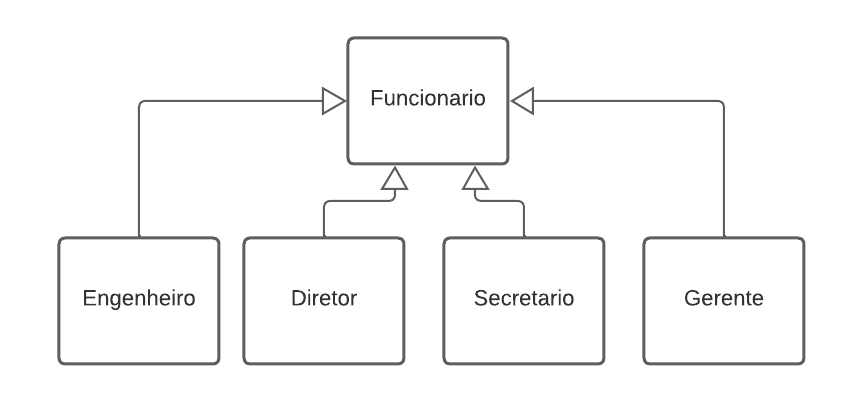 Funcionario
Engenheiro
Diretor
Secretario
Gerente